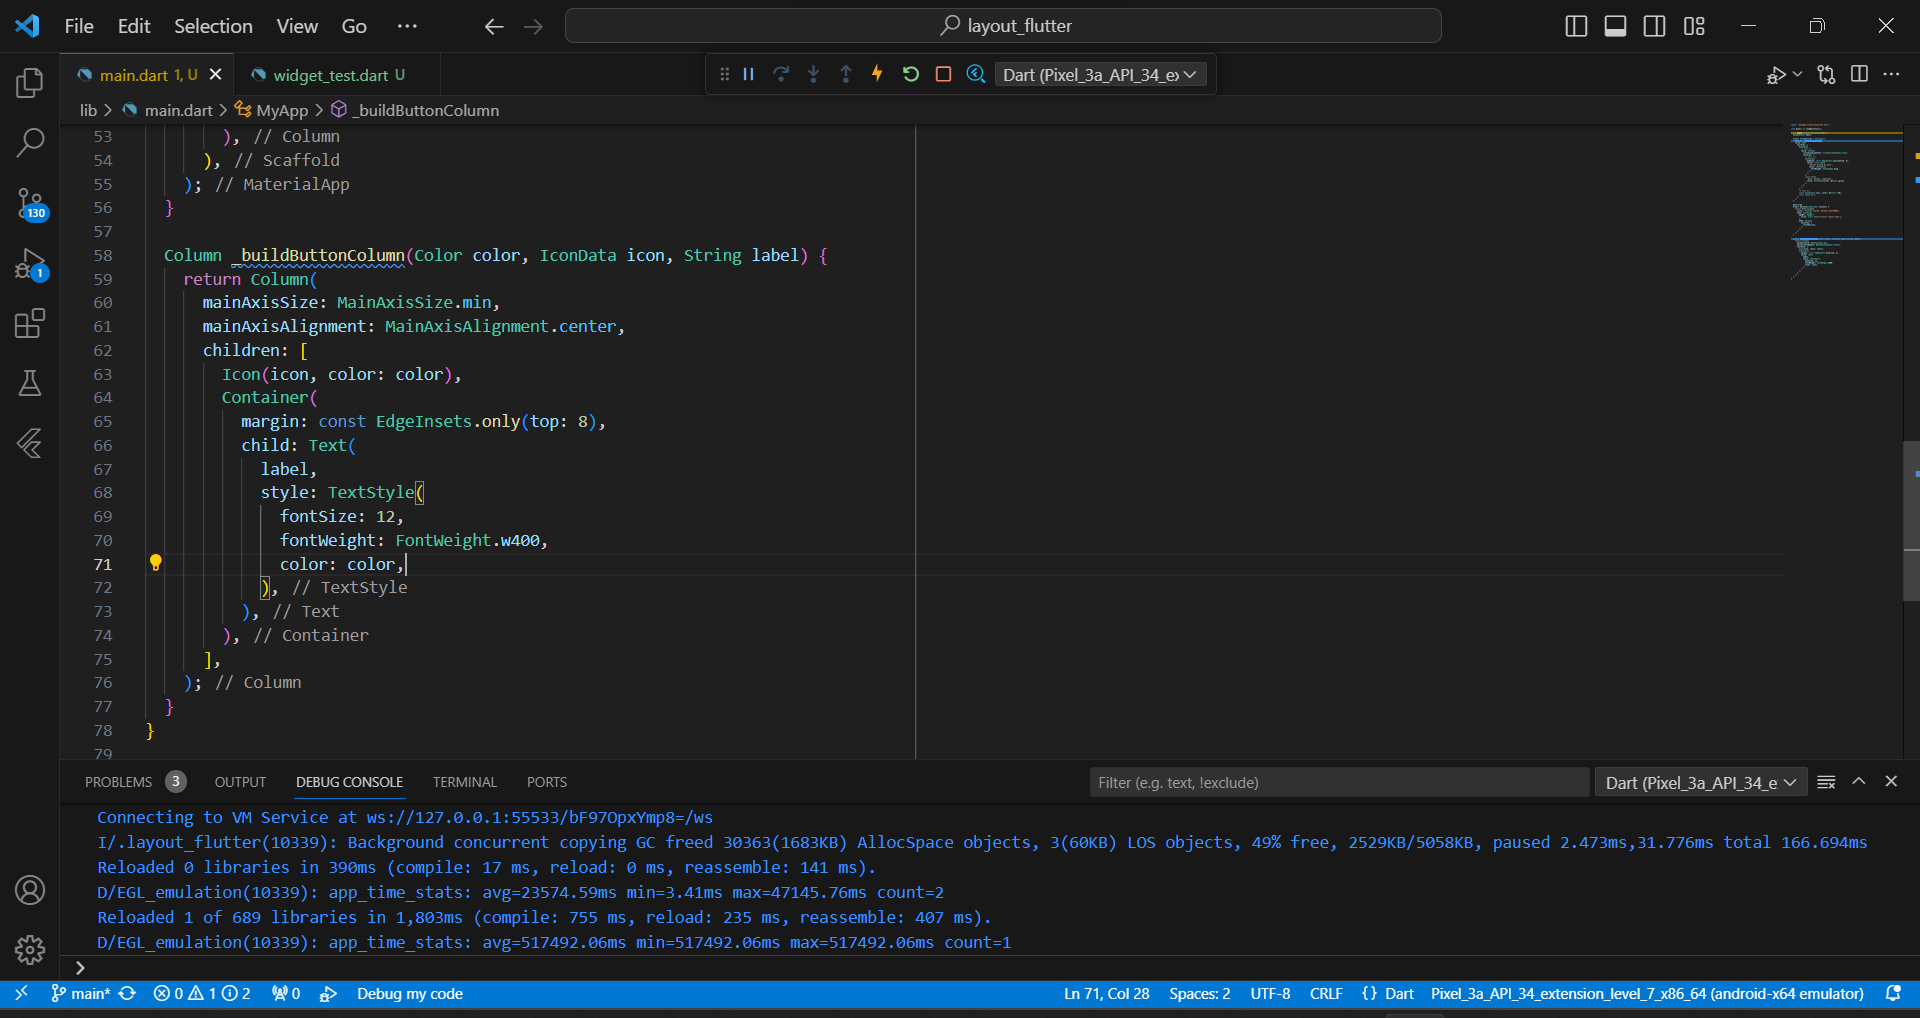 File Edit Selection View Go ··· layout_flutter
main.dart 1, U widget_test.dart U Dart (Pixel_3a_API_34_e>
lib > main.dart > MyApp > _buildButtonColumn
53 ), // Column
54 ), // Scaffold
55 ); // MaterialApp
56 }
57
58 Column _buildButtonColumn(Color color, IconData icon, String label) {
59 return Column(
60 mainAxisSize: MainAxisSize.min,
61 mainAxisAlignment: MainAxisAlignment.center,
62 children: [
63 Icon(icon, color: color),
64 Container(
65 margin: const EdgeInsets.only(top: 8),
66 child: Text(
67 label,
68 style: TextStyle(
69 fontSize: 12,
70 fontWeight: FontWeight.w400,
71 color: color,
72 ), // TextStyle
73 ), // Text
74 ), // Container
75 ],
76 ); // Column
77 }
78 }
79
130
1
PROBLEMS 3 OUTPUT DEBUG CONSOLE TERMINAL PORTS Filter (e.g. text, !exclude) Dart (Pixel_3a_API_34_e
Connecting to VM Service at ws://127.0.0.1:55533/bF97OpxYmp8=/ws
I/.layout_flutter(10339): Background concurrent copying GC freed 30363(1683KB) AllocSpace objects, 3(60KB) LOS objects, 49% free, 2529KB/5058KB, paused 2.473ms,31.776ms total 166.694ms
Reloaded 0 libraries in 390ms (compile: 17 ms, reload: 0 ms, reassemble: 141 ms).
D/EGL_emulation(10339): app_time_stats: avg=23574.59ms min=3.41ms max=47145.76ms count=2
Reloaded 1 of 689 libraries in 1,803ms (compile: 755 ms, reload: 235 ms, reassemble: 407 ms).
D/EGL_emulation(10339): app_time_stats: avg=517492.06ms min=517492.06ms max=517492.06ms count=1
>
main* 0 1 2 0 Debug my code Ln 71, Col 28 Spaces: 2 UTF-8 CRLF {} Dart Pixel_3a_API_34_extension_level_7_x86_64 (android-x64 emulator)